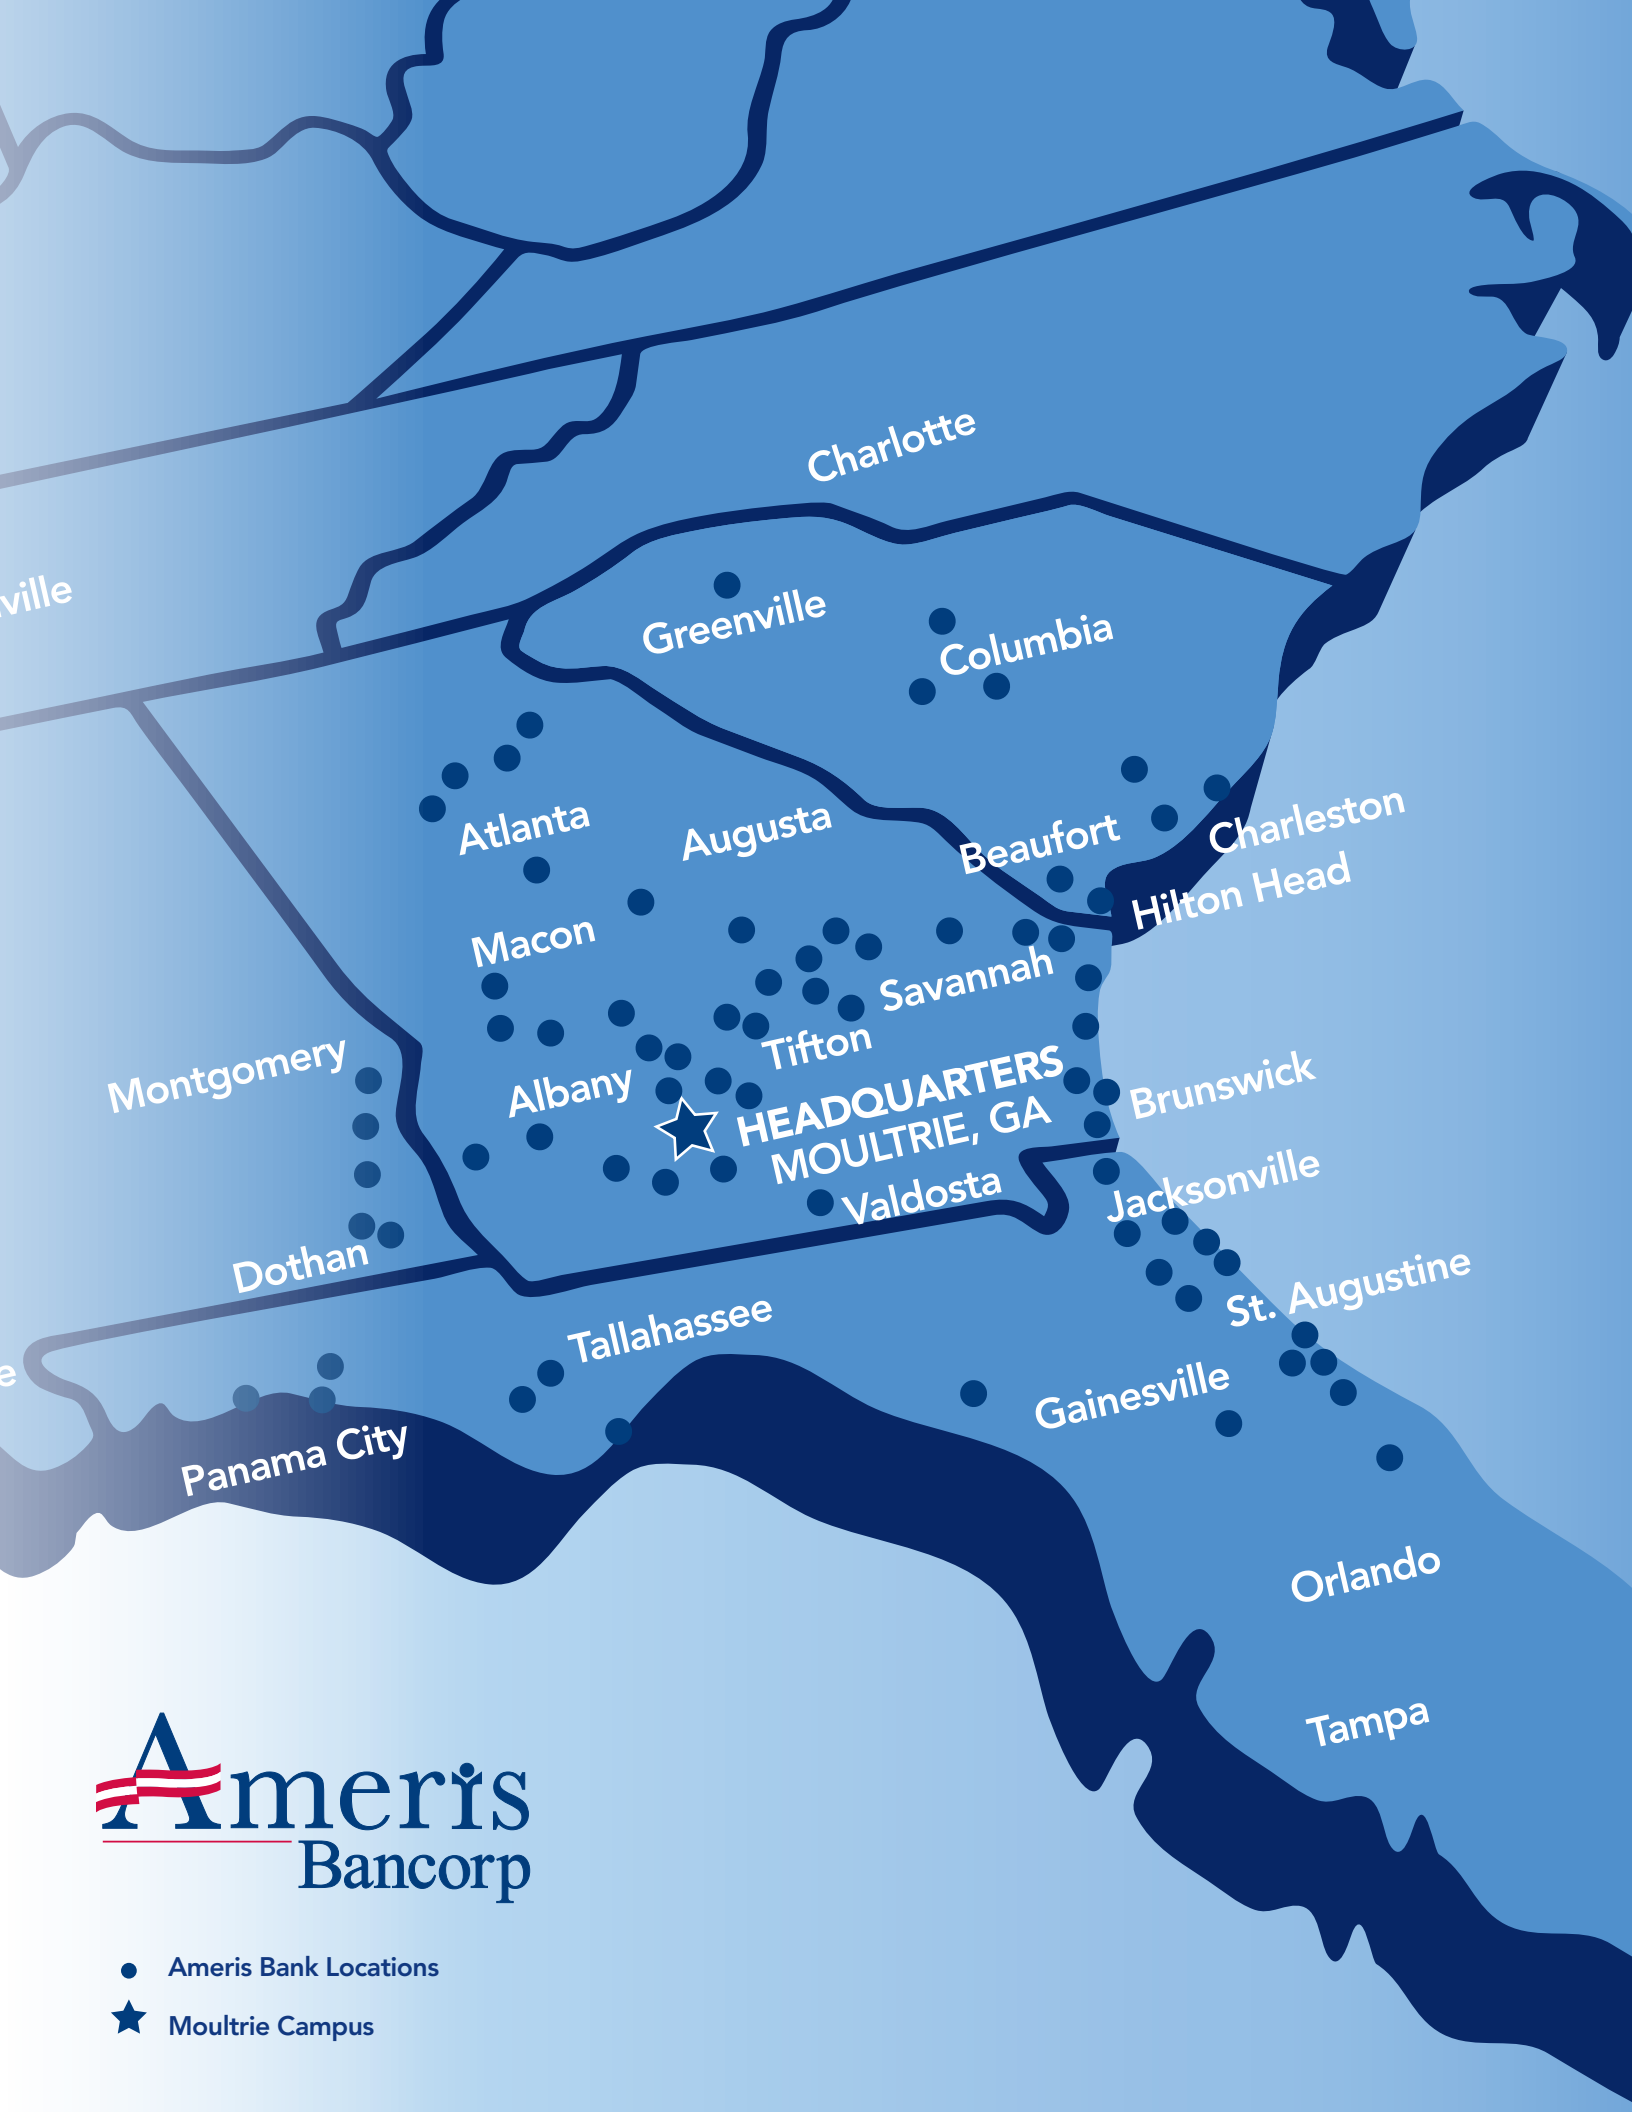 Charlotte
ville
Greenville
Columbia
Atlanta
Augusta
Beaufort
Charleston
Hilton Head
Macon
Savannah
Tifton
Montgomery
Albany
HEADQUARTERS
MOULTRIE, GA
Brunswick
Valdosta
Jacksonville
Dothan
St. Augustine
Tallahassee
e
Gainesville
Panama City
Orlando
Tampa
Ameris
Bancorp
Ameris Bank Locations
Moultrie Campus